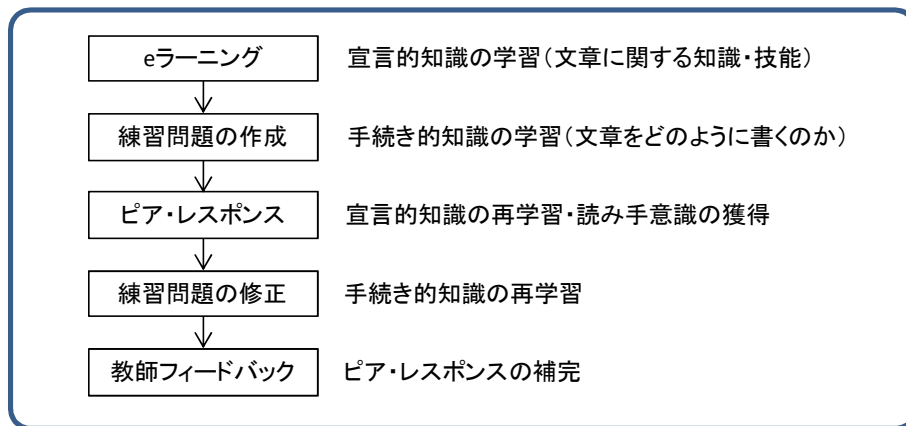 eラーニング 宣言的知識の学習(文章に関する知識・技能)
練習問題の作成 手続き的知識の学習(文章をどのように書くのか)
ピア・レスポンス 宣言的知識の再学習・読み手意識の獲得
練習問題の修正 手続き的知識の再学習
教師フィードバック ピア・レスポンスの補完